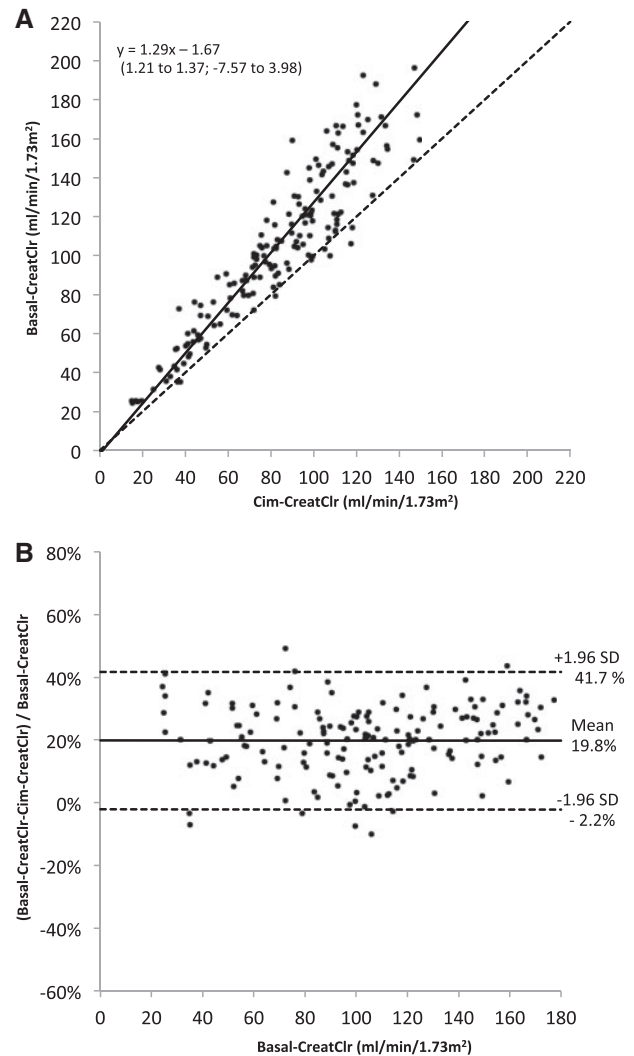 A
y = 1.29x – 1.67
(1.21 to 1.37; -7.57 to 3.98)
220
200
180
160
140
120
100
80
60
40
20
0
Basal-CreatClr (ml/min/1.73m²)
0 20 40 60 80 100 120 140 160 180 200 220
Cim-CreatClr (ml/min/1.73m²)
B
80%
60%
40%
20%
0%
-20%
-40%
-60%
(Basal-CreatClr-Cim-CreatClr) / Basal-CreatClr
+1.96 SD
41.7 %
Mean
19.8%
-1.96 SD
- 2.2%
0 20 40 60 80 100 120 140 160 180
Basal-CreatClr (ml/min/1.73m²)